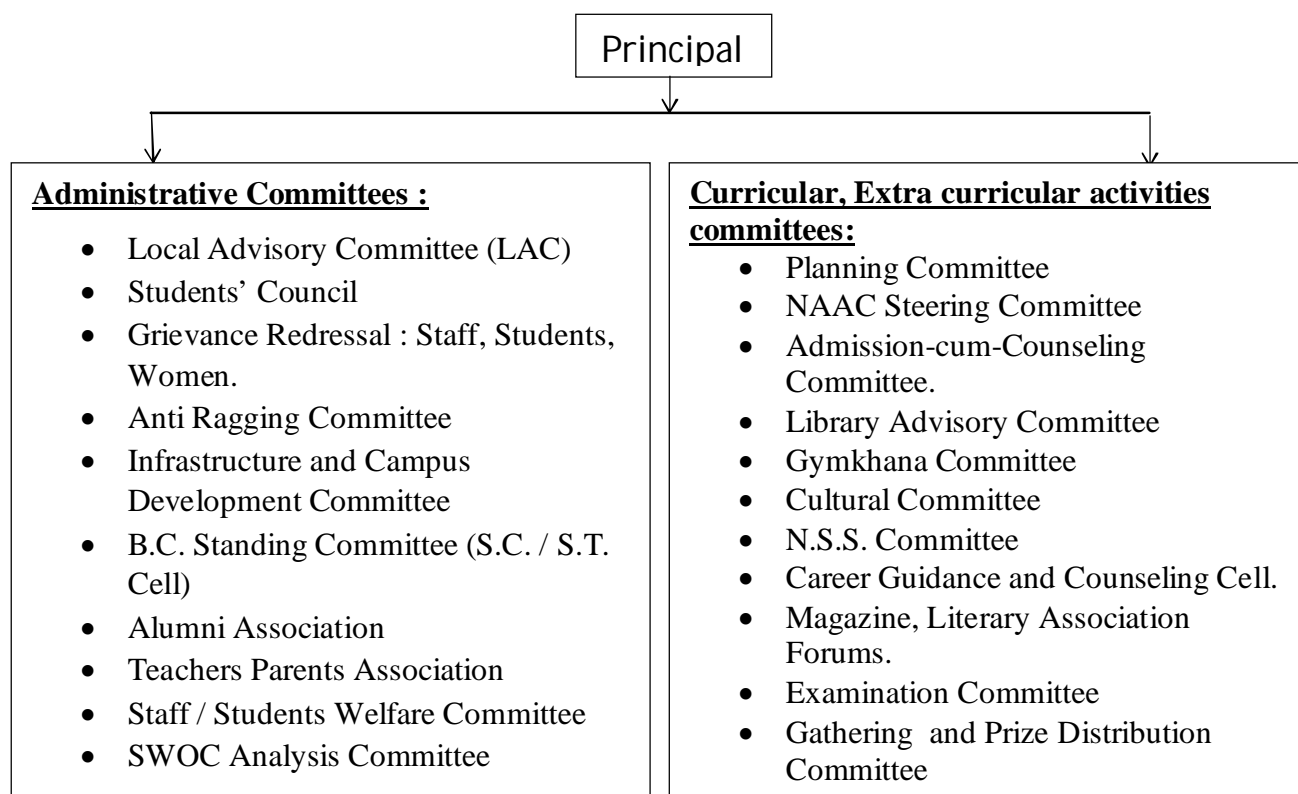 Principal
Administrative Committees :
• Local Advisory Committee (LAC)
• Students’ Council
• Grievance Redressal : Staff, Students,
Women.
• Anti Ragging Committee
• Infrastructure and Campus
Development Committee
• B.C. Standing Committee (S.C. / S.T.
Cell)
• Alumni Association
• Teachers Parents Association
• Staff / Students Welfare Committee
• SWOC Analysis Committee
Curricular, Extra curricular activities
committees:
• Planning Committee
• NAAC Steering Committee
• Admission-cum-Counseling
Committee.
• Library Advisory Committee
• Gymkhana Committee
• Cultural Committee
• N.S.S. Committee
• Career Guidance and Counseling Cell.
• Magazine, Literary Association
Forums.
• Examination Committee
• Gathering and Prize Distribution
Committee